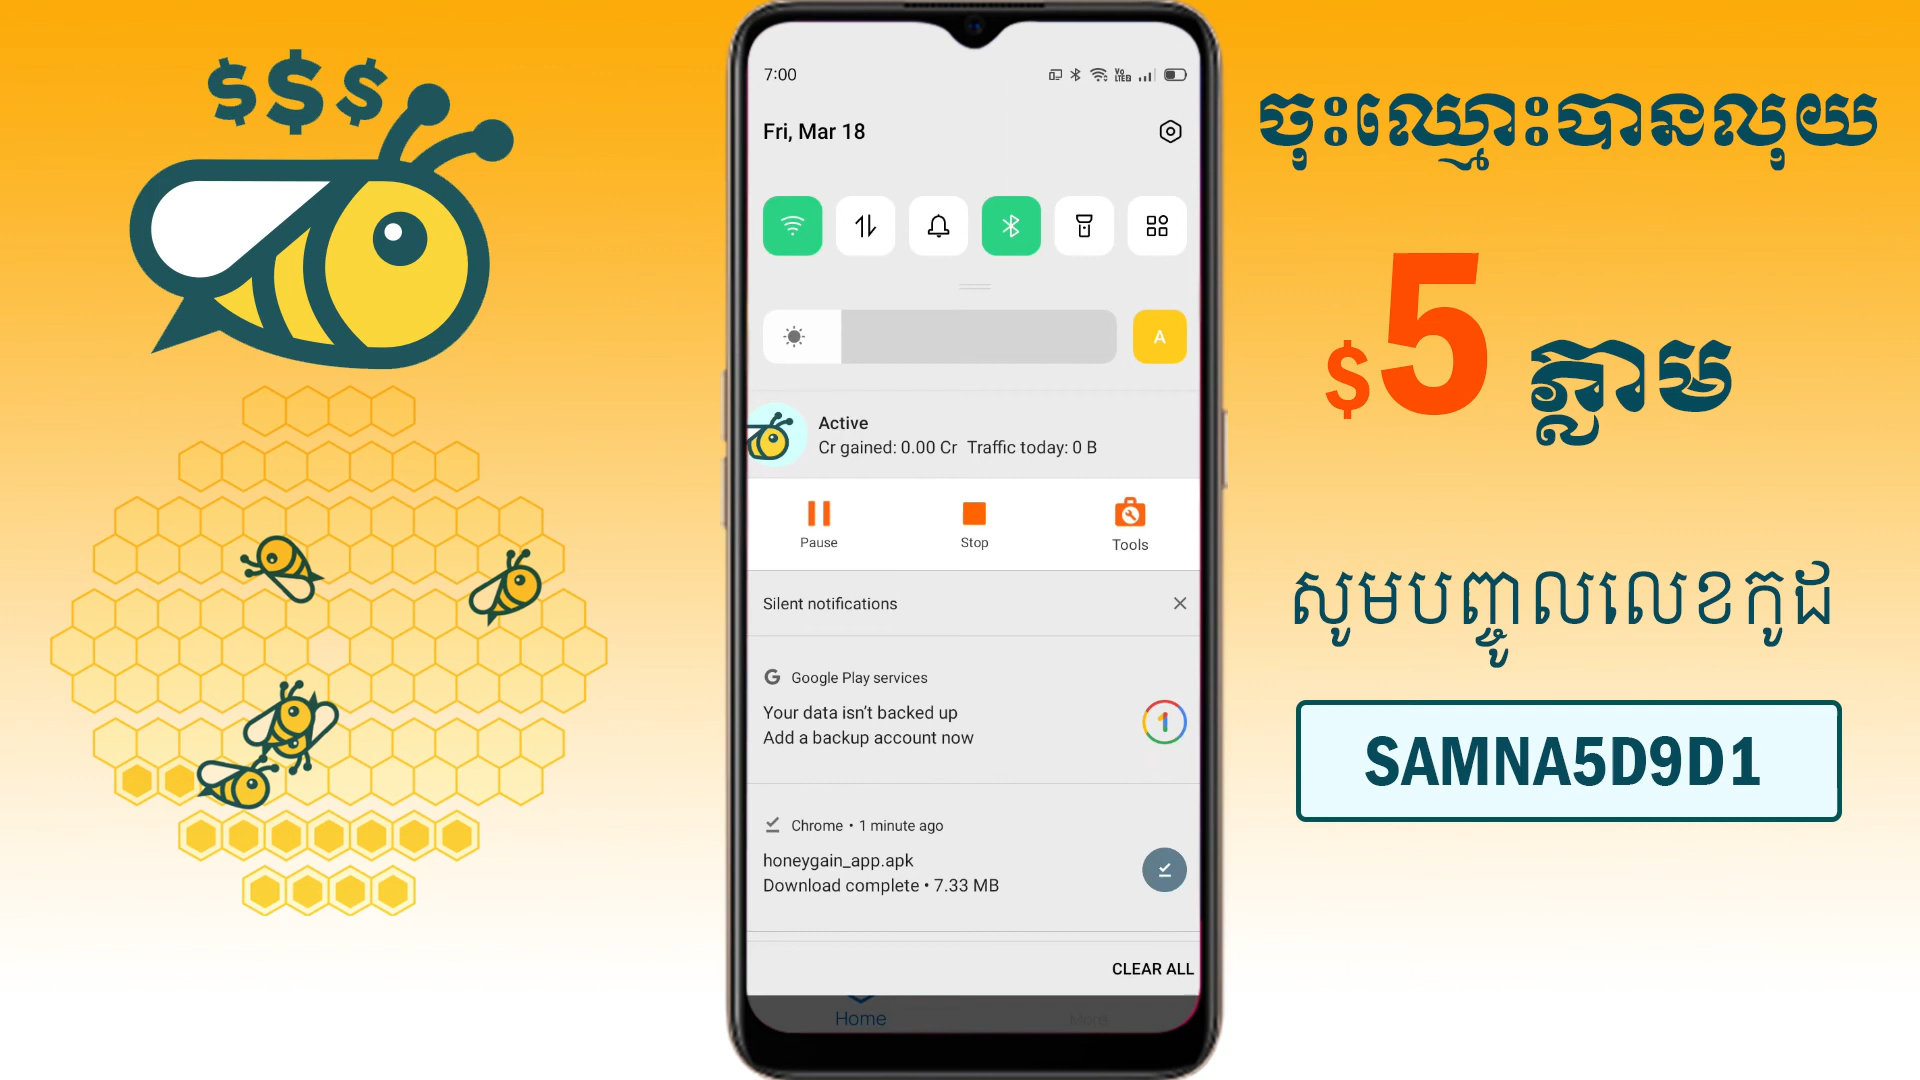 $$$
7:00
VO LTE
Fri, Mar 18
A
Active
Cr gained: 0.00 Cr Traffic today: 0 B
Pause
Stop
Tools
Silent notifications
Google Play services
Your data isn't backed up
Add a backup account now
Chrome • 1 minute ago
honeygain_app.apk
Download complete • 7.33 MB
CLEAR ALL
Home
More
ចុះឈ្មោះបានលុយ
$5 ភ្លាម
សូមបញ្ចូលលេខកូដ
SAMNA5D9D1